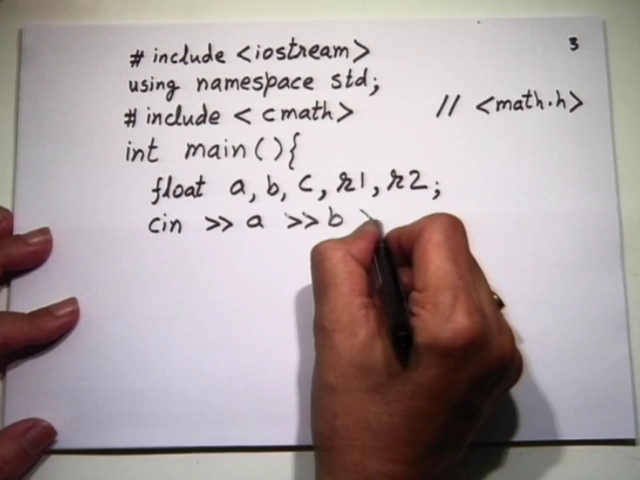 3
# include <iostream>
using namespace std;
# include < cmath> // <math.h>
int main(){
float a, b, c, r1, r2;
cin >> a >> b >